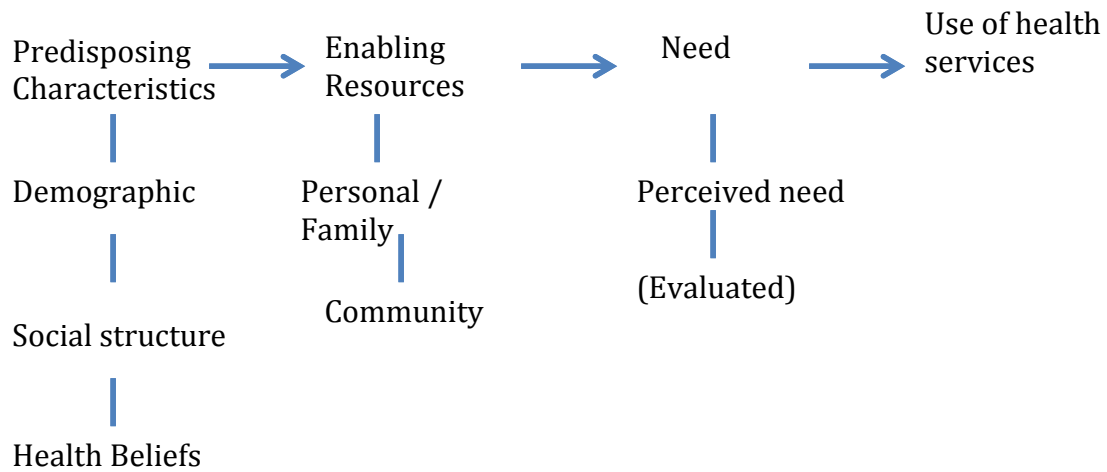 Predisposing
Characteristics
Enabling
Resources
Need
Use of health
services
Demographic
Personal /
Family
Perceived need
Social structure
Community
(Evaluated)
Health Beliefs